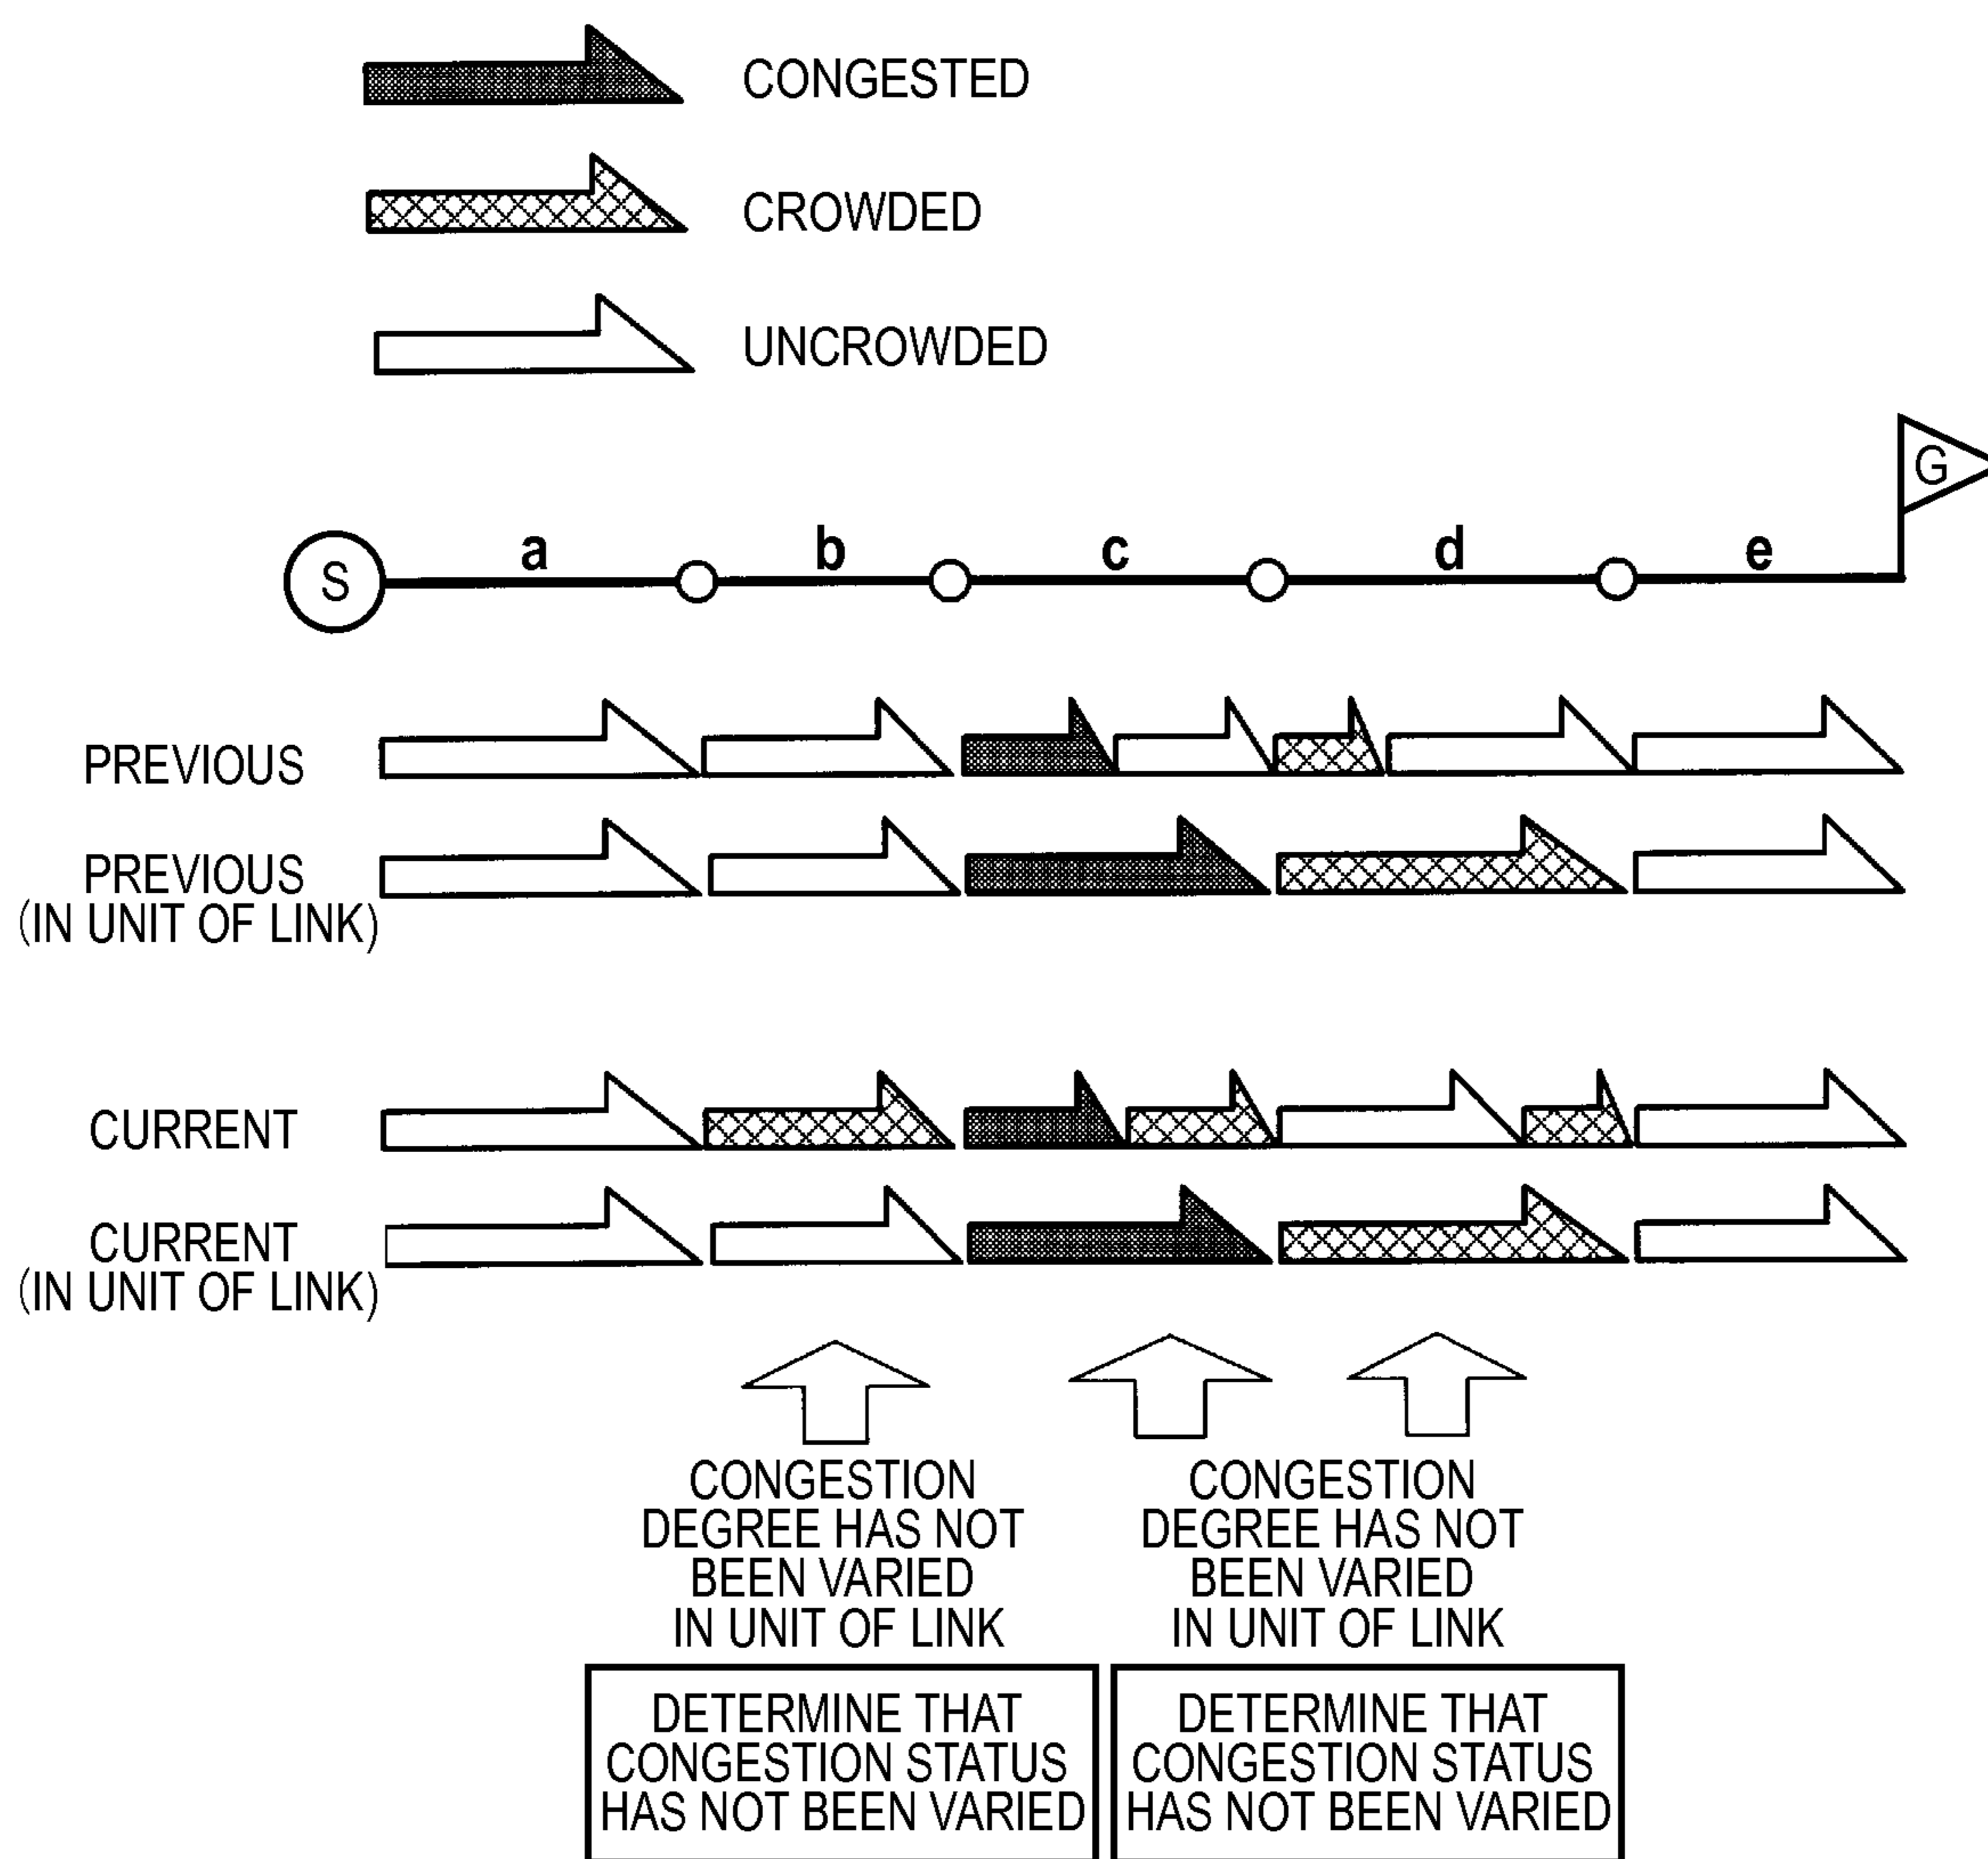 CONGESTED
CROWDED
UNCROWDED
G
S
a b c d e
PREVIOUS
PREVIOUS
(IN UNIT OF LINK)
CURRENT
CURRENT
(IN UNIT OF LINK)
CONGESTION
DEGREE HAS NOT
BEEN VARIED
IN UNIT OF LINK
DETERMINE THAT
CONGESTION STATUS
HAS NOT BEEN VARIED
CONGESTION
DEGREE HAS NOT
BEEN VARIED
IN UNIT OF LINK
DETERMINE THAT
CONGESTION STATUS
HAS NOT BEEN VARIED